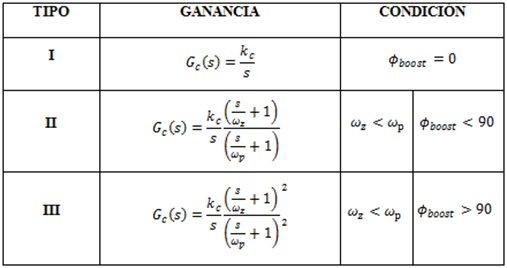 TIPO GANANCIA CONDICION
I G_c(s) = k_c/s ϕ_boost = 0
II G_c(s) = k_c/s (s/ω_z + 1)/(s/ω_p + 1) ω_z < ω_p ϕ_boost < 90
III G_c(s) = k_c/s (s/ω_z + 1)^2/(s/ω_p + 1)^2 ω_z < ω_p ϕ_boost > 90